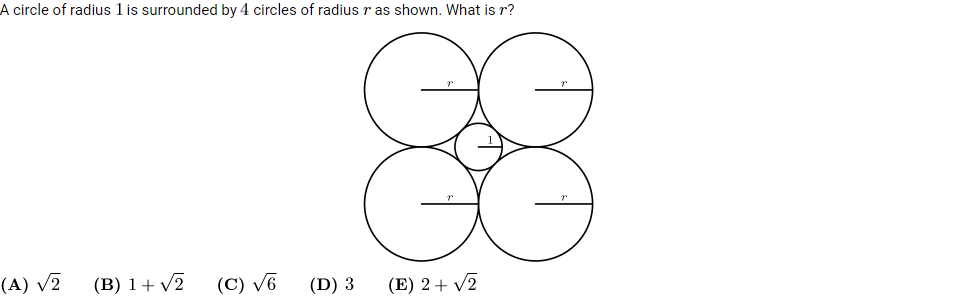 A circle of radius 1 is surrounded by 4 circles of radius r as shown. What is r?
r r
1
r r
(A) √2 (B) 1 + √2 (C) √6 (D) 3 (E) 2 + √2